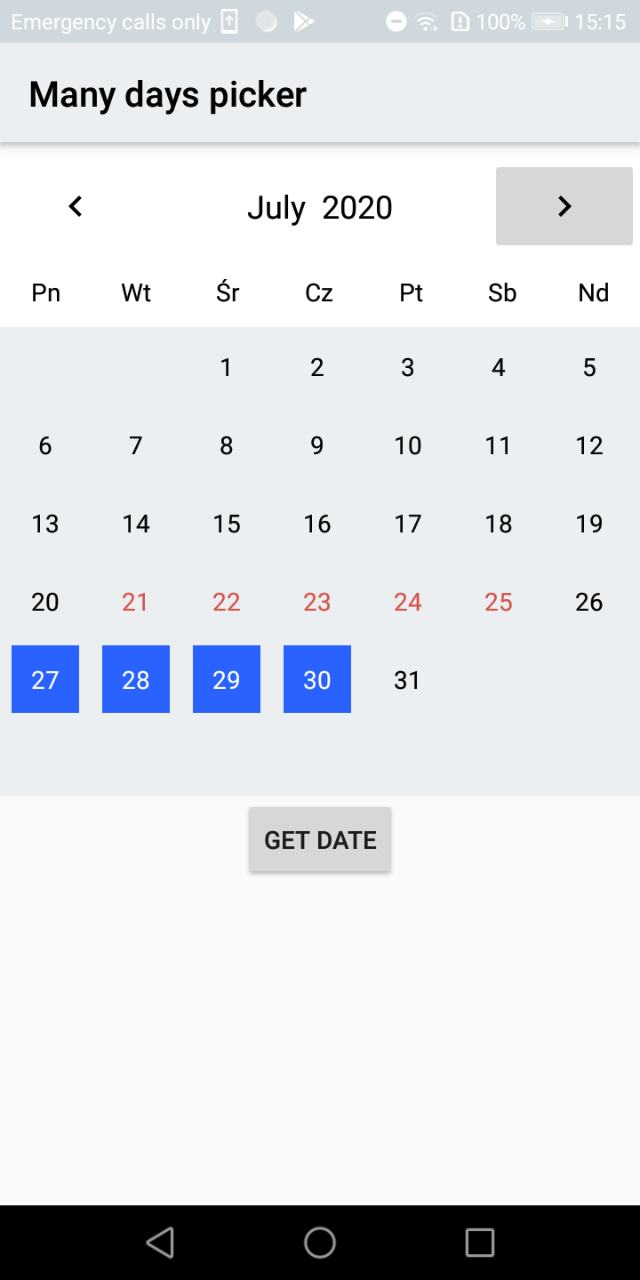 Emergency calls only 100% 15:15
Many days picker
July 2020
Pn Wt Śr Cz Pt Sb Nd
1 2 3 4 5
6 7 8 9 10 11 12
13 14 15 16 17 18 19
20 21 22 23 24 25 26
27 28 29 30 31
GET DATE